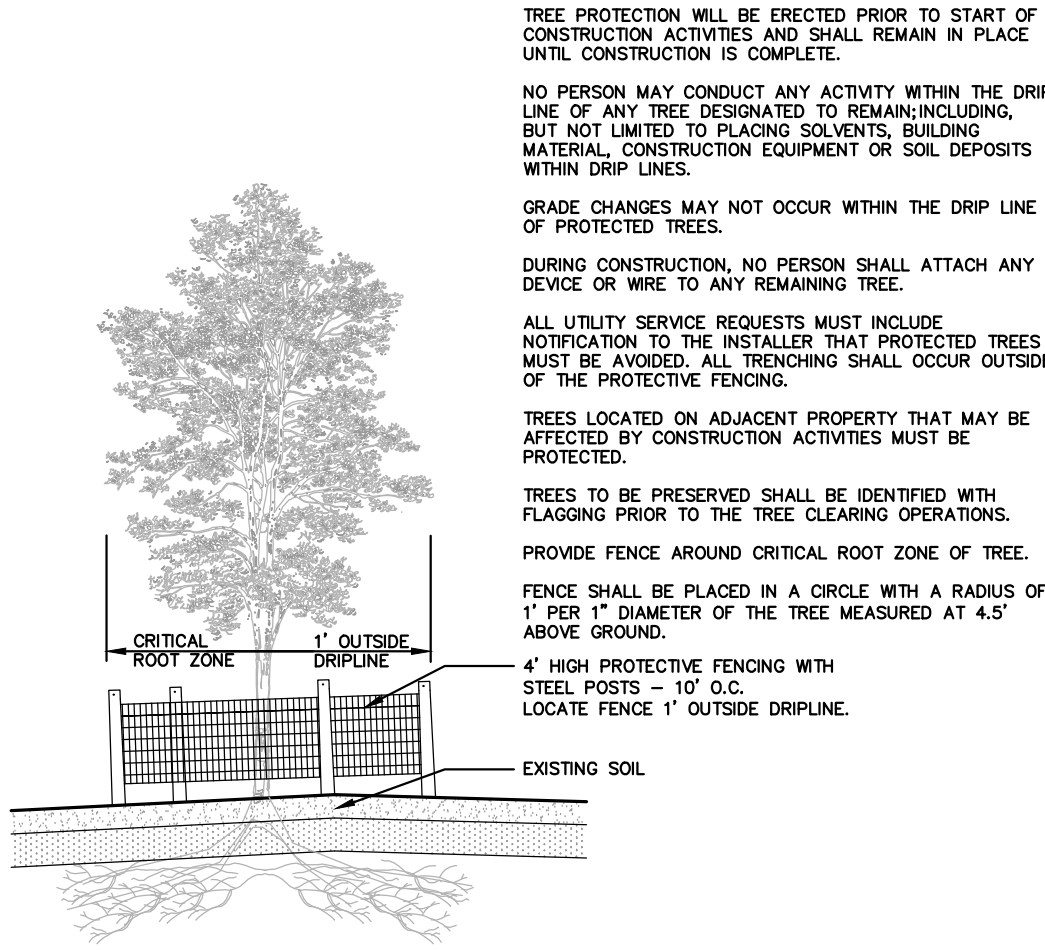 TREE PROTECTION WILL BE ERECTED PRIOR TO START OF
CONSTRUCTION ACTIVITIES AND SHALL REMAIN IN PLACE
UNTIL CONSTRUCTION IS COMPLETE.
NO PERSON MAY CONDUCT ANY ACTIVITY WITHIN THE DRIP
LINE OF ANY TREE DESIGNATED TO REMAIN;INCLUDING,
BUT NOT LIMITED TO PLACING SOLVENTS, BUILDING
MATERIAL, CONSTRUCTION EQUIPMENT OR SOIL DEPOSITS
WITHIN DRIP LINES.
GRADE CHANGES MAY NOT OCCUR WITHIN THE DRIP LINE
OF PROTECTED TREES.
DURING CONSTRUCTION, NO PERSON SHALL ATTACH ANY
DEVICE OR WIRE TO ANY REMAINING TREE.
ALL UTILITY SERVICE REQUESTS MUST INCLUDE
NOTIFICATION TO THE INSTALLER THAT PROTECTED TREES
MUST BE AVOIDED. ALL TRENCHING SHALL OCCUR OUTSIDE
OF THE PROTECTIVE FENCING.
TREES LOCATED ON ADJACENT PROPERTY THAT MAY BE
AFFECTED BY CONSTRUCTION ACTIVITIES MUST BE
PROTECTED.
TREES TO BE PRESERVED SHALL BE IDENTIFIED WITH
FLAGGING PRIOR TO THE TREE CLEARING OPERATIONS.
PROVIDE FENCE AROUND CRITICAL ROOT ZONE OF TREE.
FENCE SHALL BE PLACED IN A CIRCLE WITH A RADIUS OF
1' PER 1" DIAMETER OF THE TREE MEASURED AT 4.5'
ABOVE GROUND.
CRITICAL
ROOT ZONE
1' OUTSIDE
DRIPLINE
4' HIGH PROTECTIVE FENCING WITH
STEEL POSTS – 10' O.C.
LOCATE FENCE 1' OUTSIDE DRIPLINE.
EXISTING SOIL